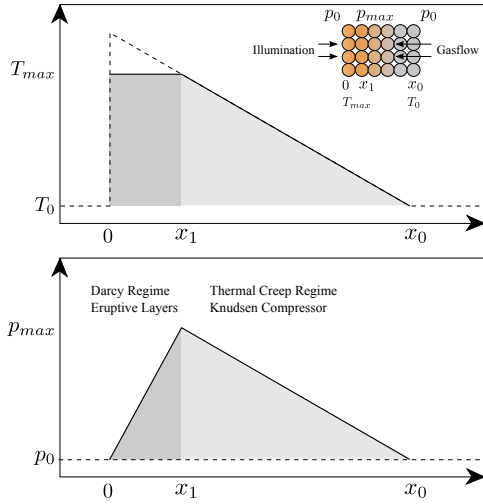 p0 pmax p0
Illumination Gasflow
0 x1 x0
Tmax T0
Tmax
T0
0 x1 x0
Darcy Regime Thermal Creep Regime
Eruptive Layers Knudsen Compressor
pmax
p0
0 x1 x0